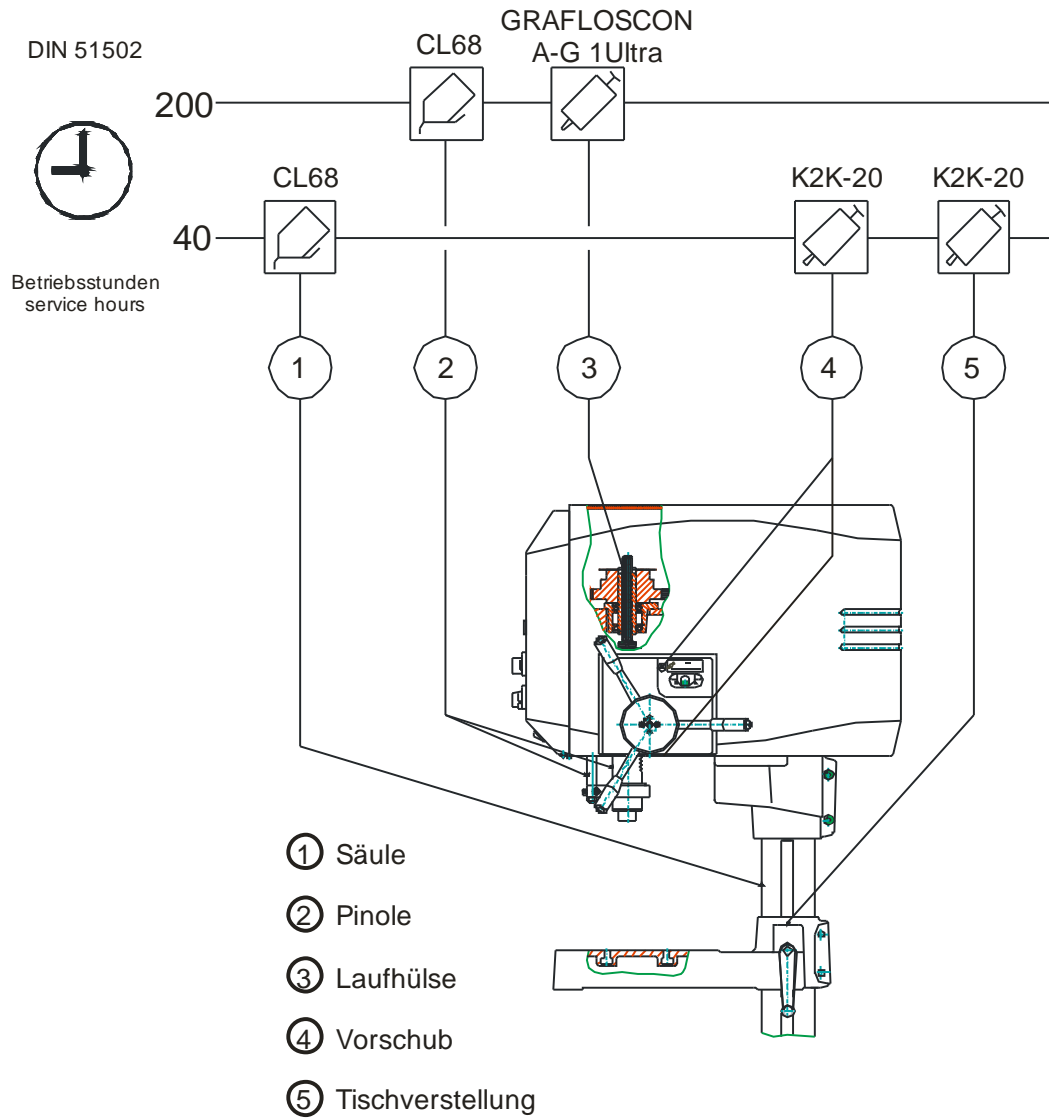 GRAFLOSCON
A-G 1Ultra
DIN 51502
CL68
200
CL68
K2K-20
K2K-20
40
Betriebsstunden
service hours
1
2
3
4
5
1 Säule
2 Pinole
3 Laufhülse
4 Vorschub
5 Tischverstellung